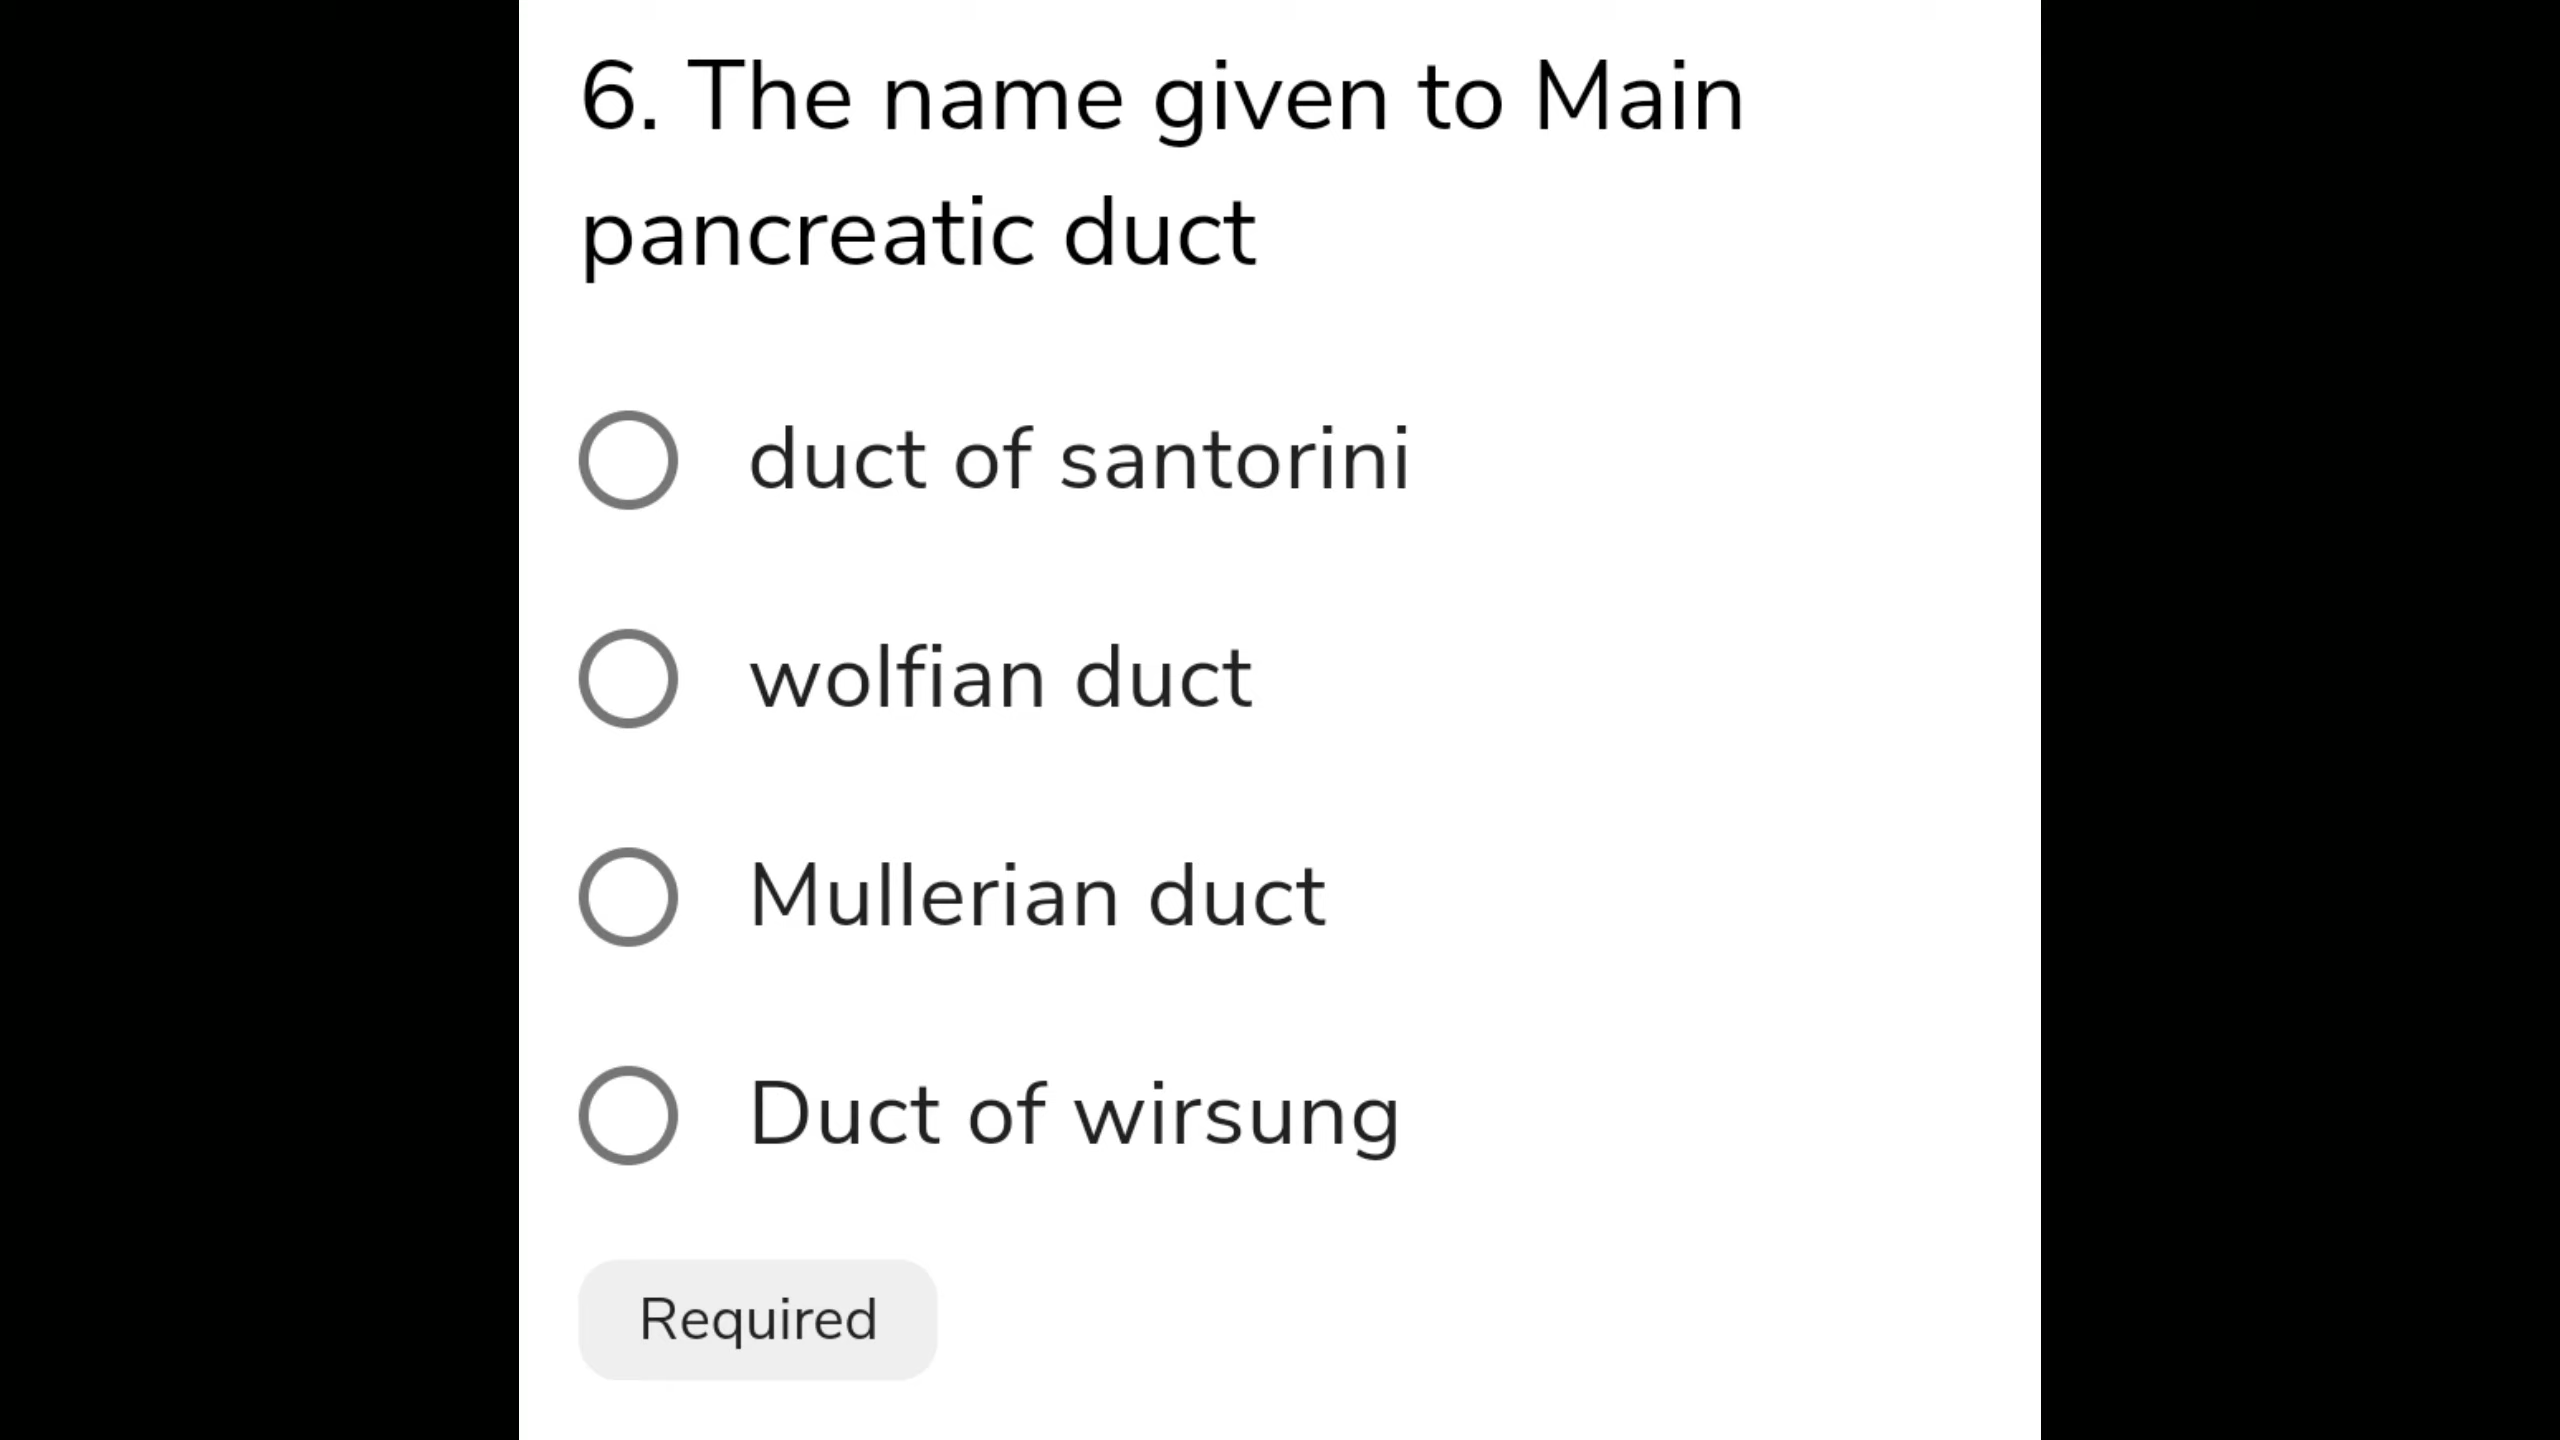 6. The name given to Main
pancreatic duct
duct of santorini
wolfian duct
Mullerian duct
Duct of wirsung
Required